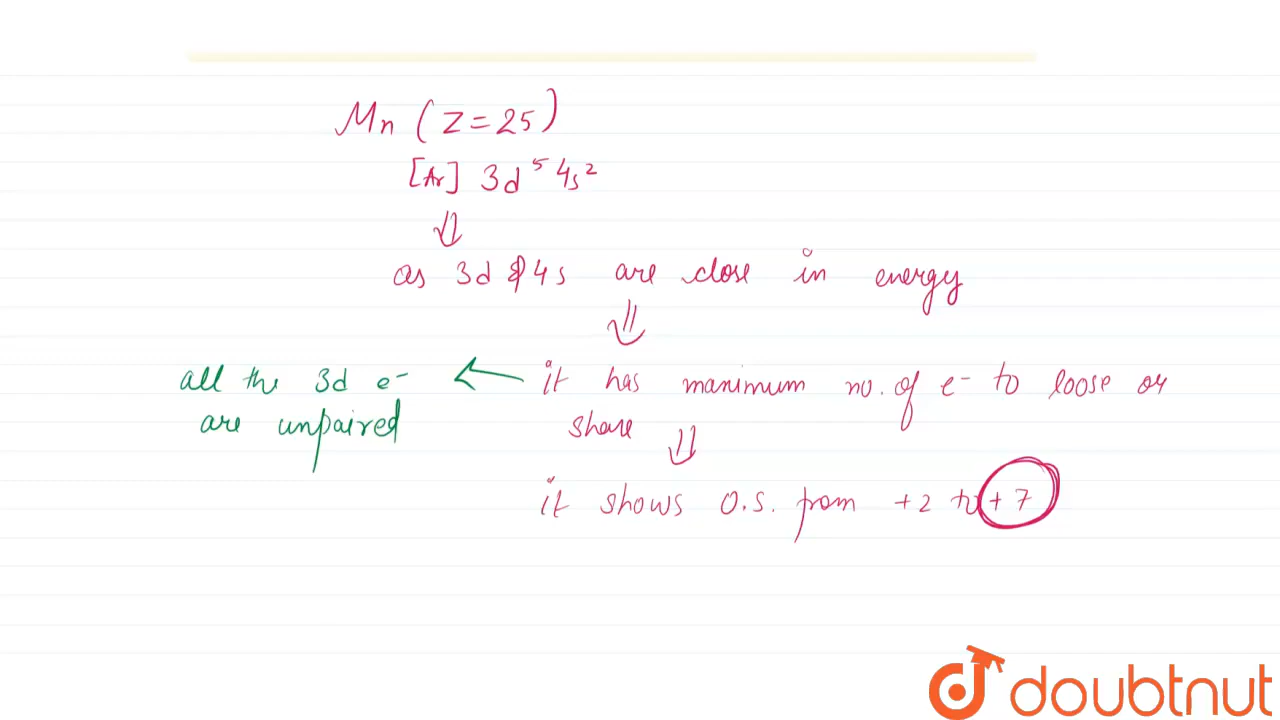 Mn (Z=25)
[Ar] 3d⁵ 4s²
⇓
as 3d & 4s are close in energy
⇓
all the 3d e⁻ ← it has maximum no. of e⁻ to loose or
are unpaired share ⇓
it shows O.S. from +2 to +7
doubtnut